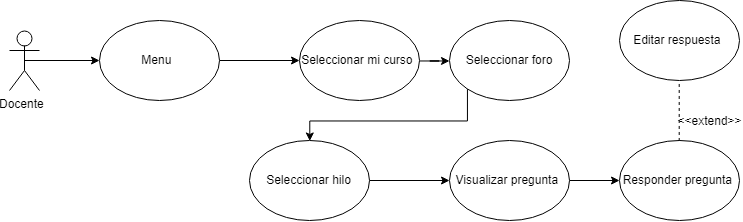 Editar respuesta
Menu
Seleccionar mi curso
Seleccionar foro
Docente
<<extend>>
Seleccionar hilo
Visualizar pregunta
Responder pregunta